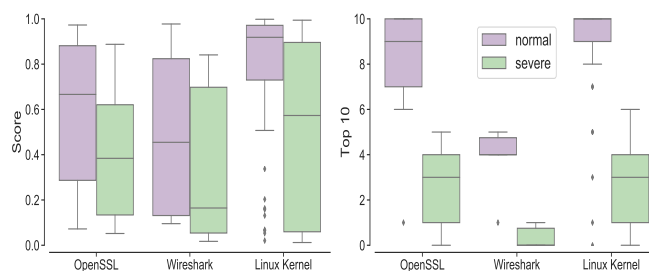 Score
1.0
0.8
0.6
0.4
0.2
0.0
OpenSSL
Wireshark
Linux Kernel
Top 10
10
8
6
4
2
0
normal
severe
OpenSSL
Wireshark
Linux Kernel